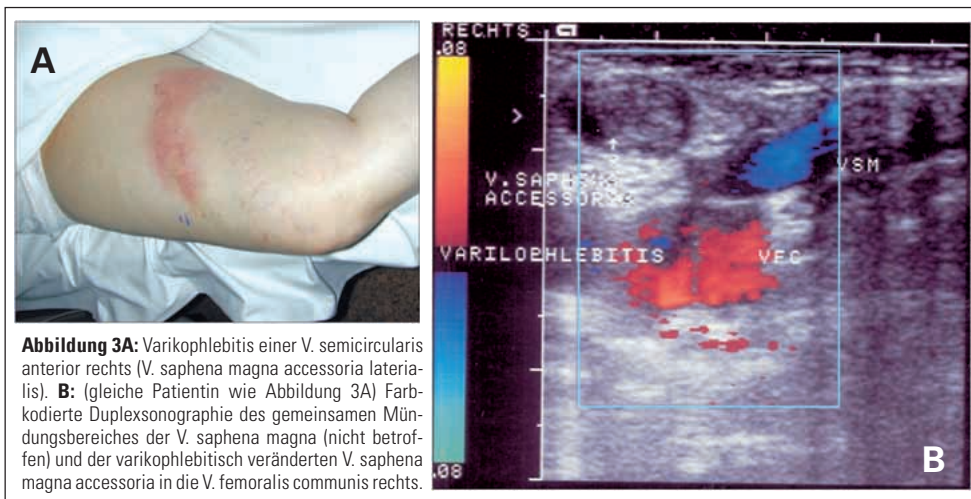 A
Abbildung 3A: Varikophlebitis einer V. semicircularis
anterior rechts (V. saphena magna accessoria lateria-
lis). B: (gleiche Patientin wie Abbildung 3A) Farb-
kodierte Duplexsonographie des gemeinsamen Mün-
dungsbereiches der V. saphena magna (nicht betrof-
fen) und der varikophlebitisch veränderten V. saphena
magna accessoria in die V. femoralis communis rechts.
RECHTS
.08
VSM
V.SAPHENA
ACCESSORIA
VARILOPHLEBITIS VFC
.08
B